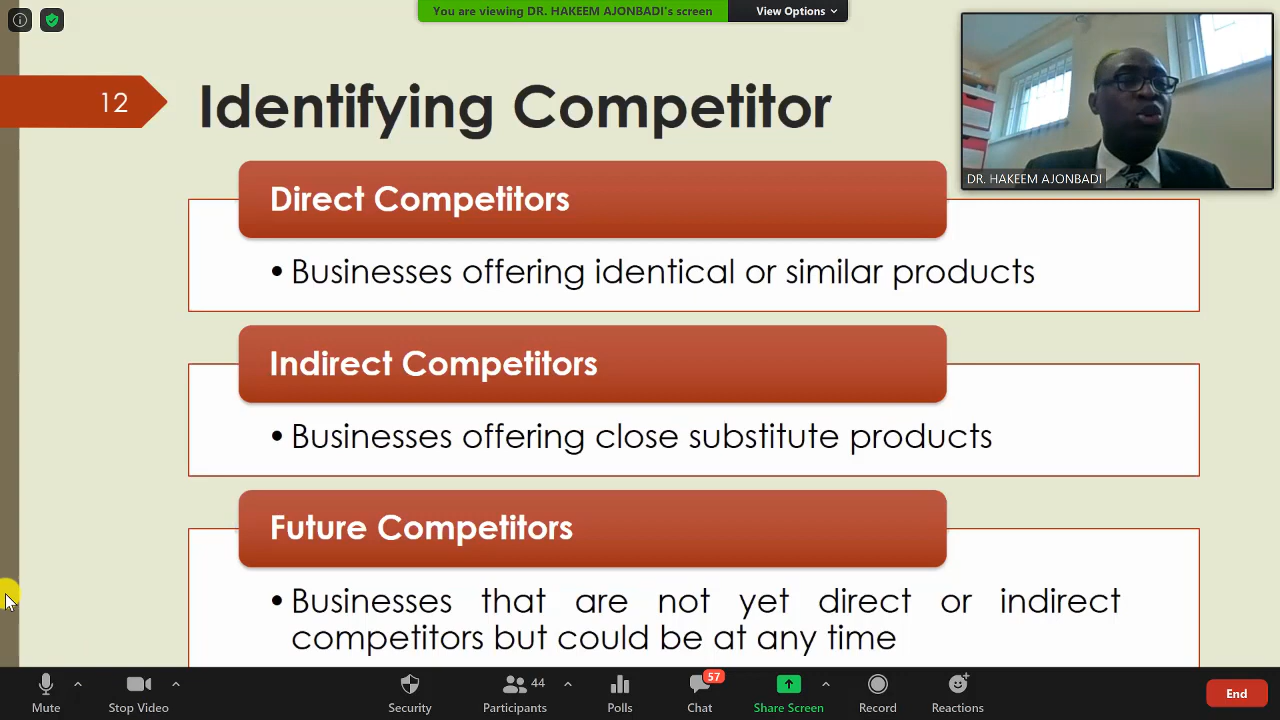 You are viewing DR. HAKEEM AJONBADI's screen
View Options
12
Identifying Competitor
DR. HAKEEM AJONBADI
Direct Competitors
• Businesses offering identical or similar products
Indirect Competitors
• Businesses offering close substitute products
Future Competitors
• Businesses that are not yet direct or indirect
competitors but could be at any time
Mute
Stop Video
Security
44
Participants
Polls
57
Chat
Share Screen
Record
Reactions
End